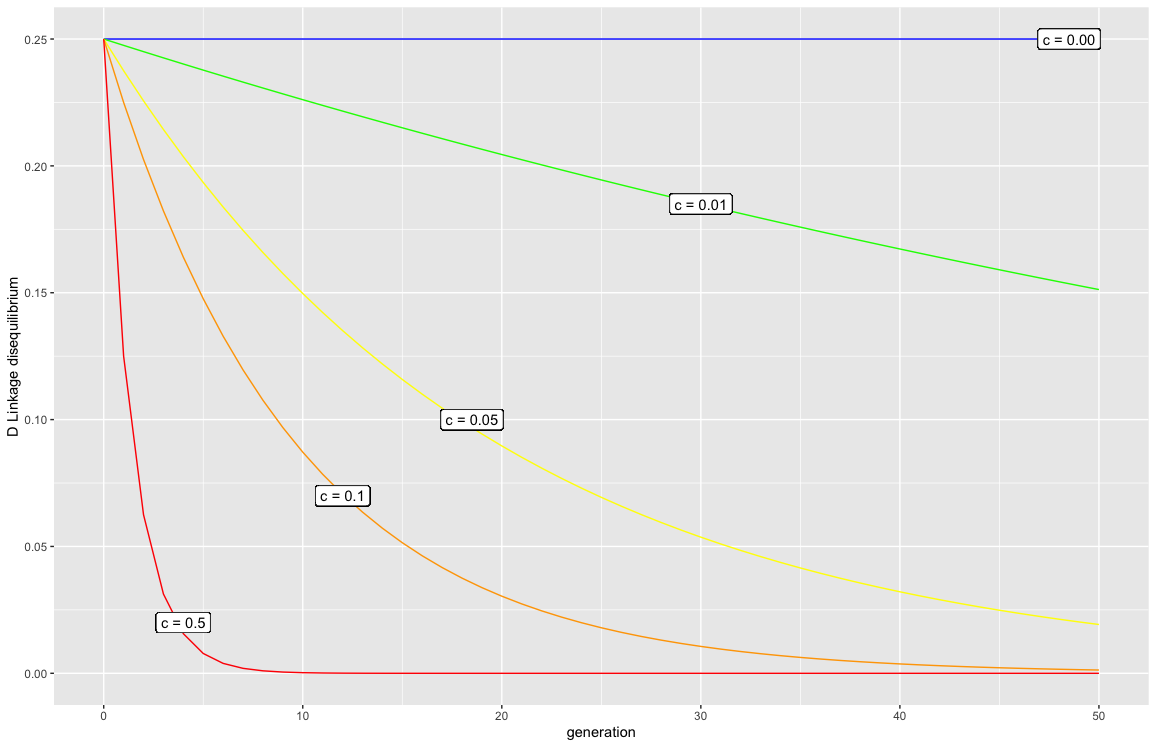 0.25
0.20
0.15
0.10
0.05
0.00
D Linkage disequilibrium
c = 0.00
c = 0.01
c = 0.05
c = 0.1
c = 0.5
0 10 20 30 40 50
generation